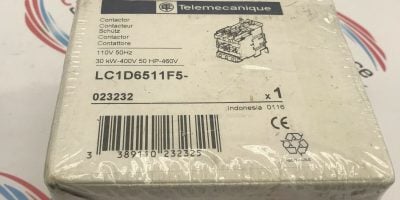 Telemecanique
Contactor
Contacteur
Schütz
Contactor
Contattore
110V 50Hz
30 kW-400V 50 HP-460V
LC1D6511F5-
023232
x 1
Indonesia 0116
CE
3 389110 232325